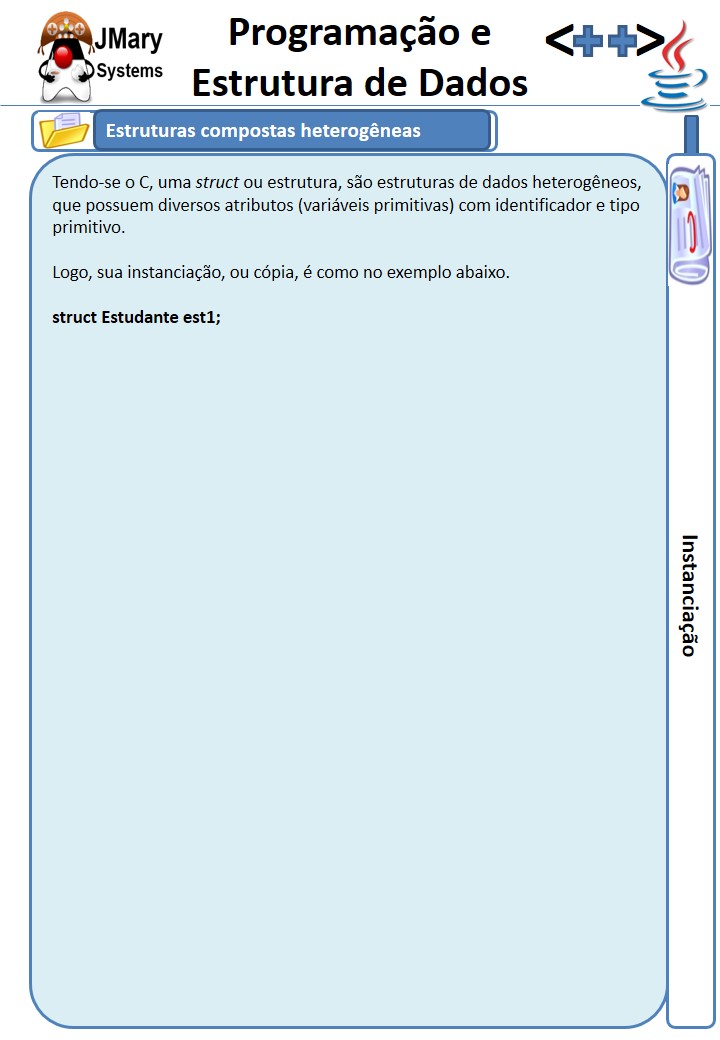 JMary
Systems
Programação e
Estrutura de Dados
<++>
Estruturas compostas heterogêneas
Tendo-se o C, uma struct ou estrutura, são estruturas de dados heterogêneos,
que possuem diversos atributos (variáveis primitivas) com identificador e tipo
primitivo.
Logo, sua instanciação, ou cópia, é como no exemplo abaixo.
struct Estudante est1;
Instanciação